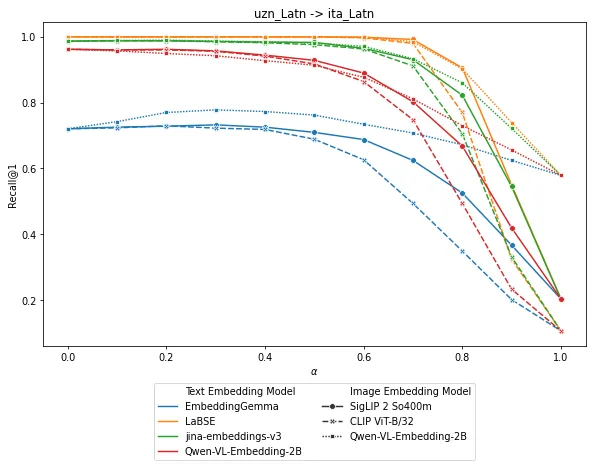 uzn_Latn -> ita_Latn
Recall@1
1.0
0.8
0.6
0.4
0.2
0.0 0.2 0.4 0.6 0.8 1.0
α
Text Embedding Model Image Embedding Model
EmbeddingGemma SigLIP 2 So400m
LaBSE CLIP ViT-B/32
jina-embeddings-v3 Qwen-VL-Embedding-2B
Qwen-VL-Embedding-2B